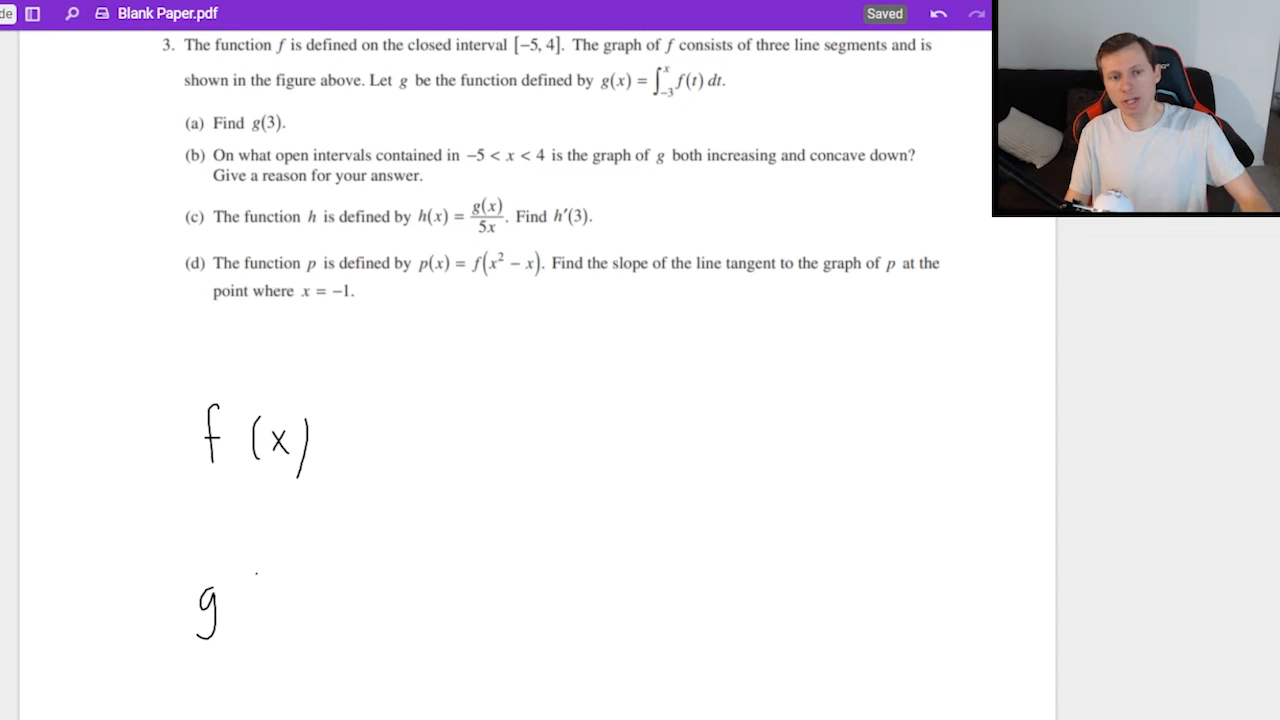 de Blank Paper.pdf Saved
3. The function f is defined on the closed interval [−5, 4]. The graph of f consists of three line segments and is
shown in the figure above. Let g be the function defined by g(x) = ∫_{−3}^{x} f(t) dt.
(a) Find g(3).
(b) On what open intervals contained in −5 < x < 4 is the graph of g both increasing and concave down?
Give a reason for your answer.
(c) The function h is defined by h(x) = g(x)/5x. Find h′(3).
(d) The function p is defined by p(x) = f(x² − x). Find the slope of the line tangent to the graph of p at the
point where x = −1.
f (x)
g